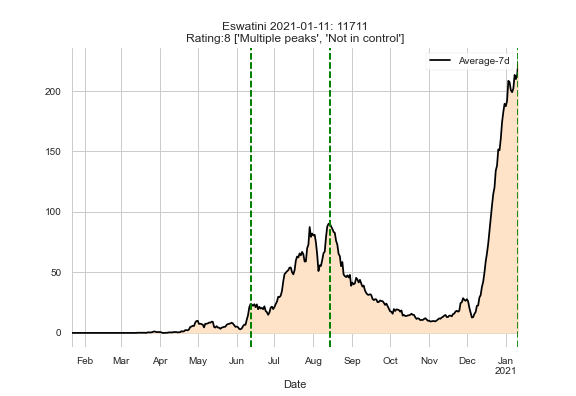 Eswatini 2021-01-11: 11711
Rating:8 ['Multiple peaks', 'Not in control']
Average-7d
200
150
100
50
0
Feb Mar Apr May Jun Jul Aug Sep Oct Nov Dec Jan
2021
Date